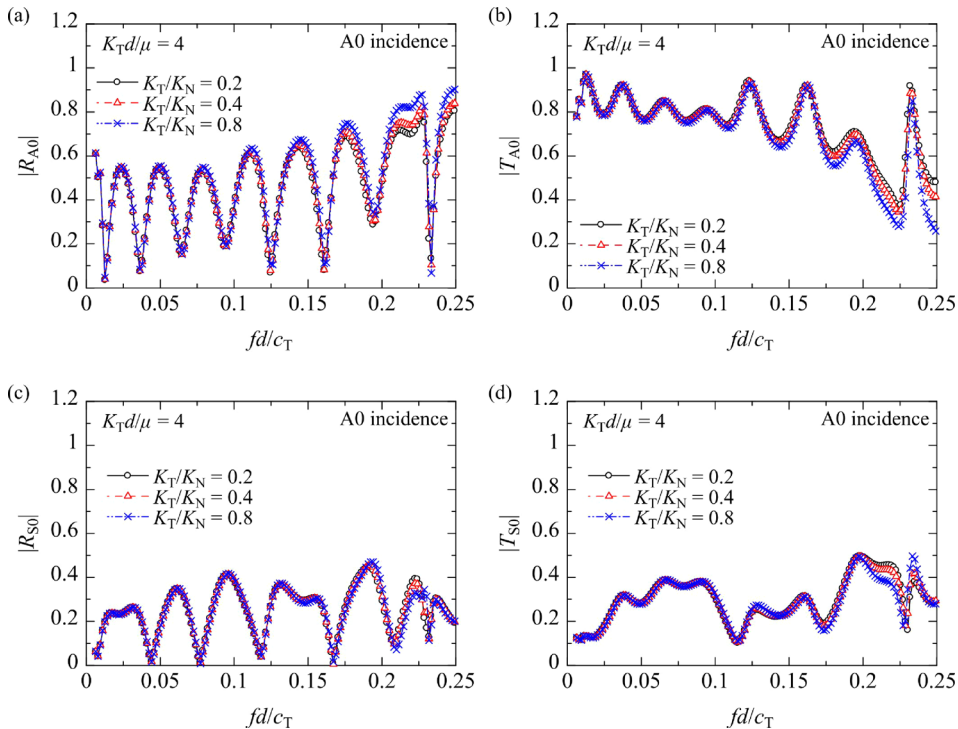 (a)
1.2
1
0.8
0.6
0.4
0.2
0
K_T d/μ = 4
A0 incidence
K_T/K_N = 0.2
K_T/K_N = 0.4
K_T/K_N = 0.8
|R_A0|
0 0.05 0.1 0.15 0.2 0.25
fd/c_T
(b)
1.2
1
0.8
0.6
0.4
0.2
0
K_T d/μ = 4
A0 incidence
K_T/K_N = 0.2
K_T/K_N = 0.4
K_T/K_N = 0.8
|T_A0|
0 0.05 0.1 0.15 0.2 0.25
fd/c_T
(c)
1.2
1
0.8
0.6
0.4
0.2
0
K_T d/μ = 4
A0 incidence
K_T/K_N = 0.2
K_T/K_N = 0.4
K_T/K_N = 0.8
|R_S0|
0 0.05 0.1 0.15 0.2 0.25
fd/c_T
(d)
1.2
1
0.8
0.6
0.4
0.2
0
K_T d/μ = 4
A0 incidence
K_T/K_N = 0.2
K_T/K_N = 0.4
K_T/K_N = 0.8
|T_S0|
0 0.05 0.1 0.15 0.2 0.25
fd/c_T